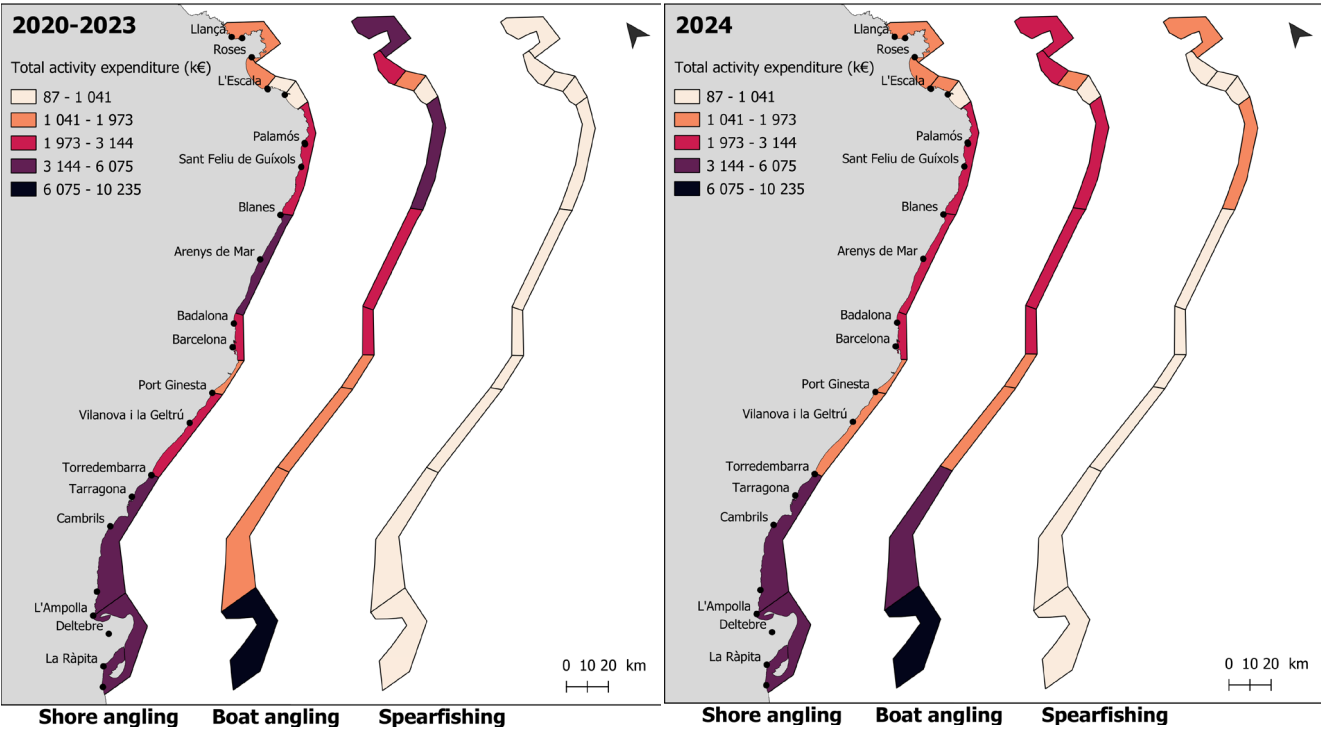 2020-2023
Total activity expenditure (k€)
87 - 1 041
1 041 - 1 973
1 973 - 3 144
3 144 - 6 075
6 075 - 10 235
Llançà
Roses
L'Escala
Palamós
Sant Feliu de Guíxols
Blanes
Arenys de Mar
Badalona
Barcelona
Port Ginesta
Vilanova i la Geltrú
Torredembarra
Tarragona
Cambrils
L'Ampolla
Deltebre
La Ràpita
0 10 20 km
Shore angling Boat angling Spearfishing
2024
Total activity expenditure (k€)
87 - 1 041
1 041 - 1 973
1 973 - 3 144
3 144 - 6 075
6 075 - 10 235
Llançà
Roses
L'Escala
Palamós
Sant Feliu de Guíxols
Blanes
Arenys de Mar
Badalona
Barcelona
Port Ginesta
Vilanova i la Geltrú
Torredembarra
Tarragona
Cambrils
L'Ampolla
Deltebre
La Ràpita
0 10 20 km
Shore angling Boat angling Spearfishing